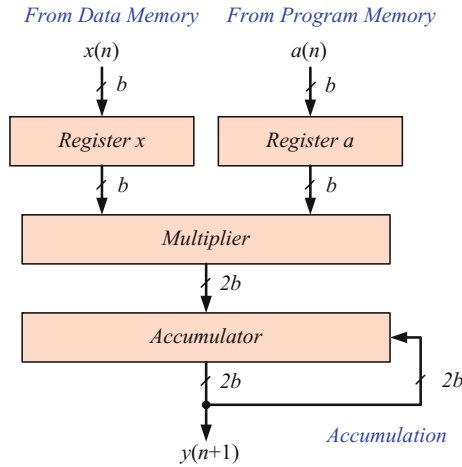 From Data Memory From Program Memory
x(n) a(n)
b b
Register x Register a
b b
Multiplier
2b
Accumulator
2b 2b
Accumulation
y(n+1)